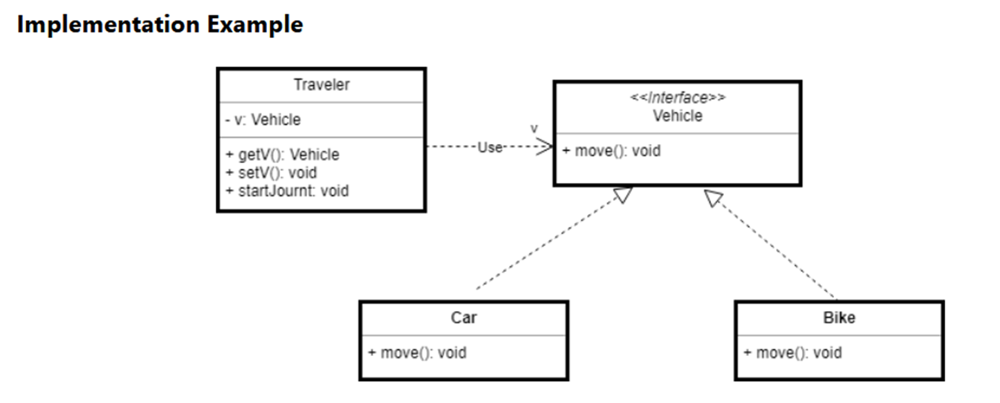 Implementation Example
Traveler
- v: Vehicle
+ getV(): Vehicle
+ setV(): void
+ startJournt: void
Use
v
<<Interface>>
Vehicle
+ move(): void
Car
+ move(): void
Bike
+ move(): void